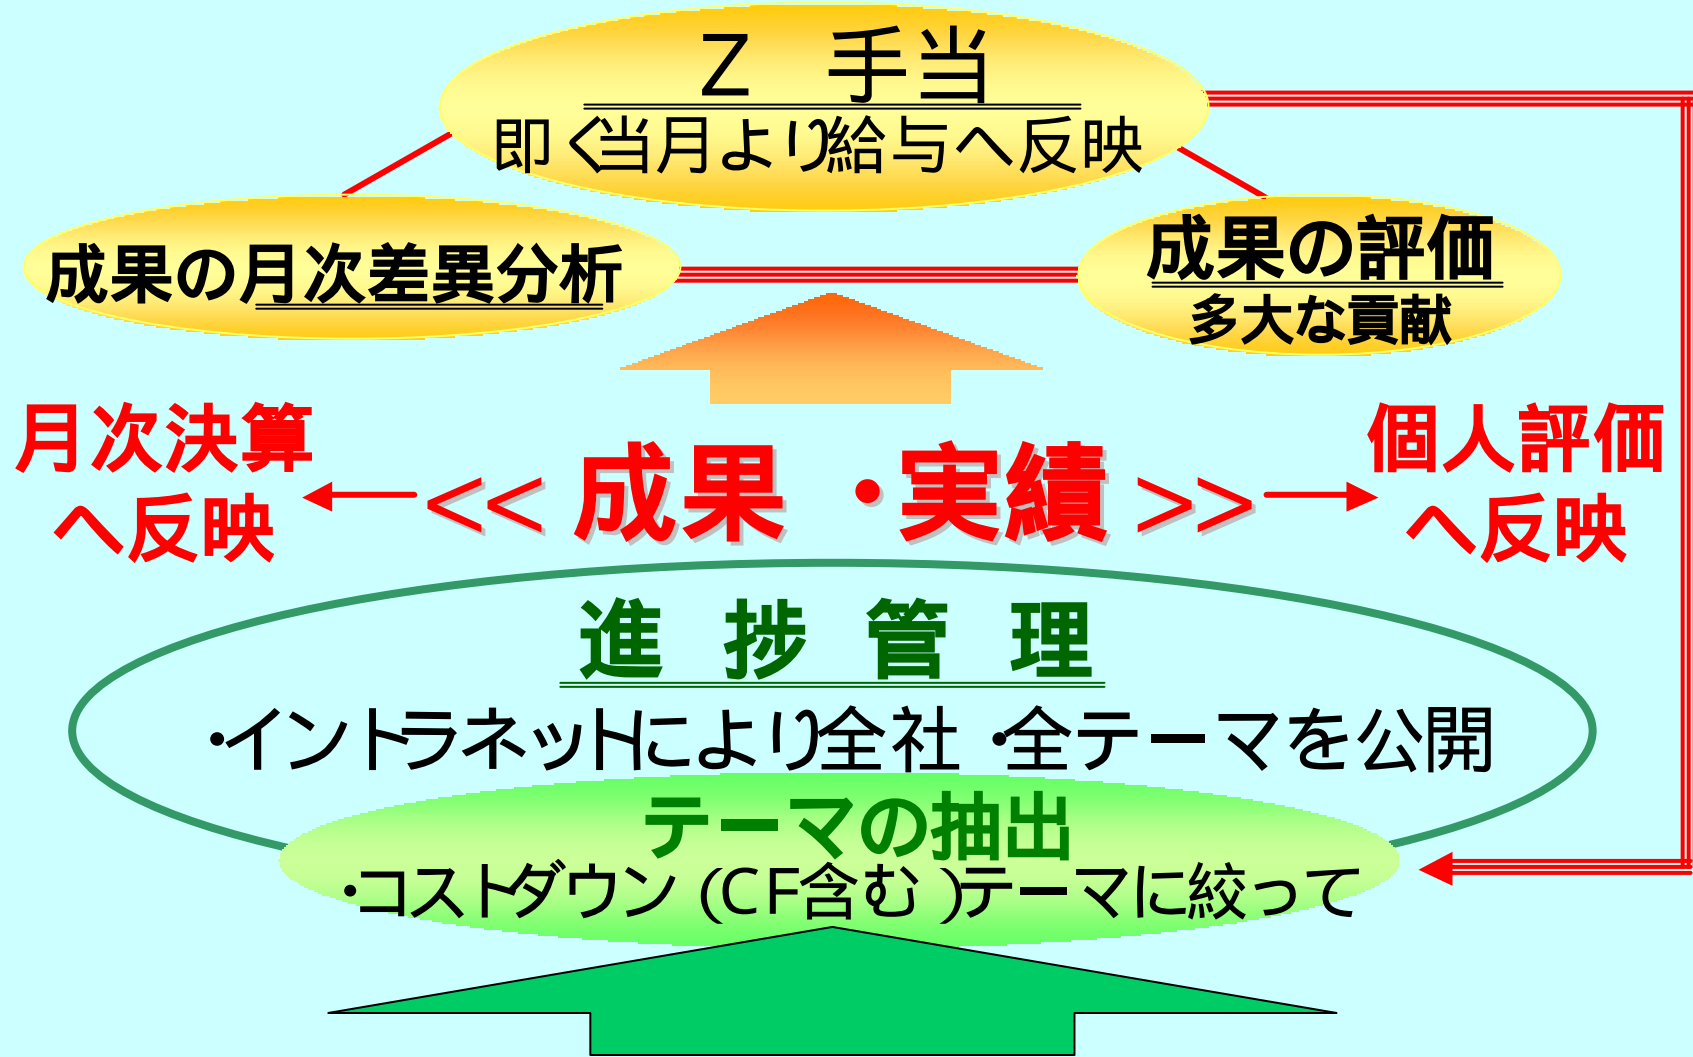 Z 手当
即く当月より給与へ反映
成果の月次差異分析
成果の評価
多大な貢献
月次決算
へ反映
<< 成果・実績 >>
個人評価
へ反映
進 捗 管 理
・イントラネットにより全社・全テーマを公開
テーマの抽出
・コストダウン(CF含む)テーマに絞って